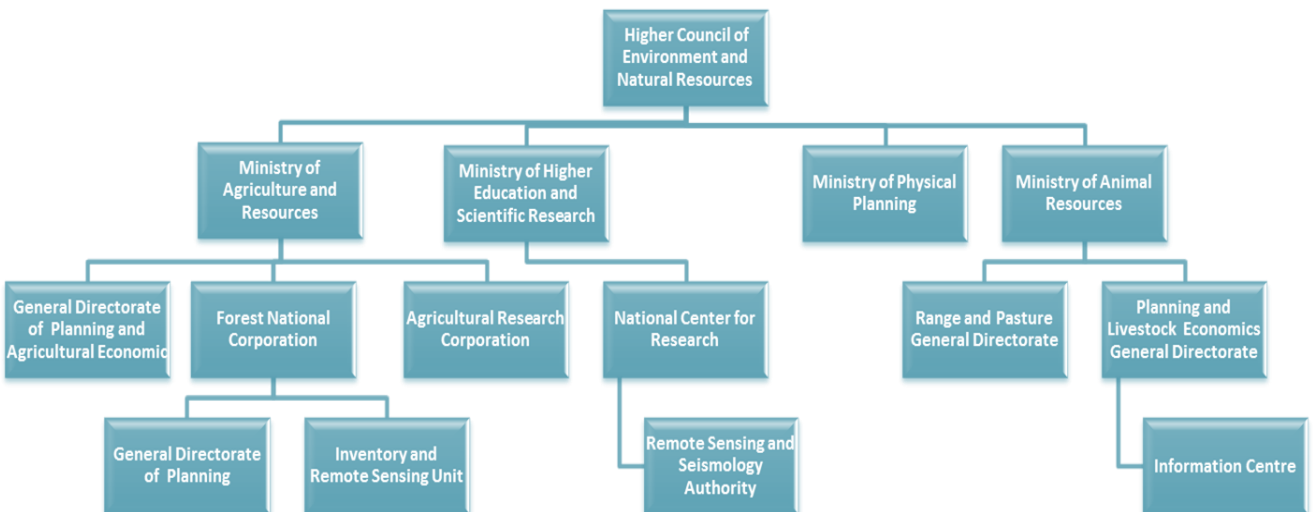 Higher Council of
Environment and
Natural Resources
Ministry of
Agriculture and
Resources
Ministry of Higher
Education and
Scientific Research
Ministry of Physical
Planning
Ministry of Animal
Resources
General Directorate
of Planning and
Agricultural Economic
Forest National
Corporation
Agricultural Research
Corporation
National Center for
Research
Range and Pasture
General Directorate
Planning and
Livestock Economics
General Directorate
General Directorate
of Planning
Inventory and
Remote Sensing Unit
Remote Sensing and
Seismology
Authority
Information Centre